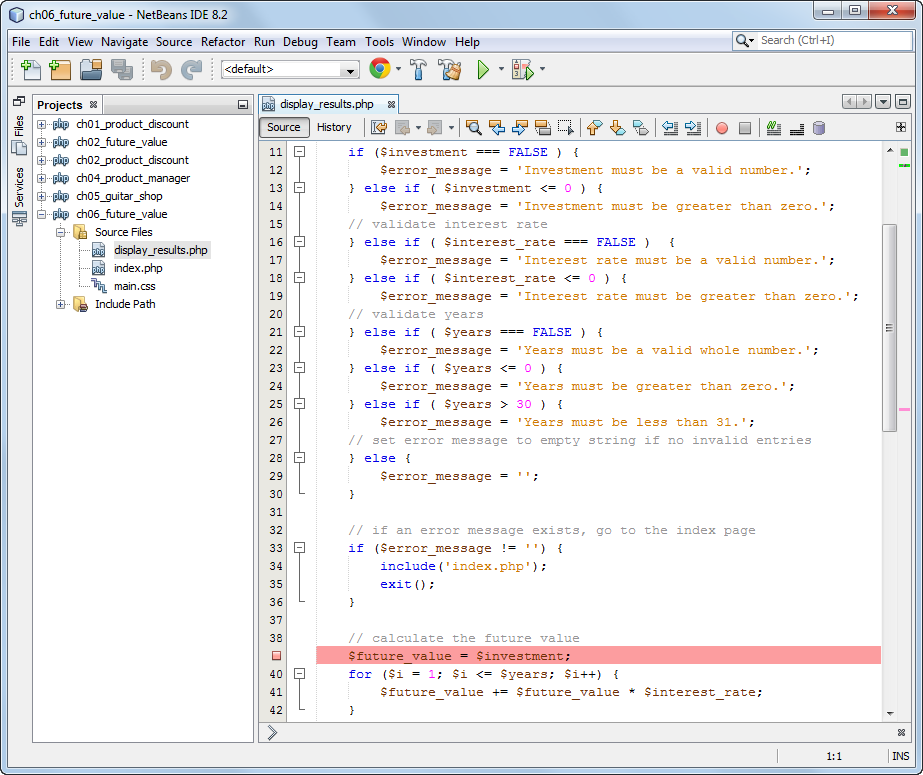 ch06_future_value - NetBeans IDE 8.2
File Edit View Navigate Source Refactor Run Debug Team Tools Window Help
Search (Ctrl+I)
<default>
Files
Services
Projects
ch01_product_discount
ch02_future_value
ch02_product_discount
ch04_product_manager
ch05_guitar_shop
ch06_future_value
Source Files
display_results.php
index.php
main.css
Include Path
display_results.php
Source History
11 if ($investment === FALSE ) {
12 $error_message = 'Investment must be a valid number.';
13 } else if ( $investment <= 0 ) {
14 $error_message = 'Investment must be greater than zero.';
15 // validate interest rate
16 } else if ( $interest_rate === FALSE )  {
17 $error_message = 'Interest rate must be a valid number.';
18 } else if ( $interest_rate <= 0 ) {
19 $error_message = 'Interest rate must be greater than zero.';
20 // validate years
21 } else if ( $years === FALSE ) {
22 $error_message = 'Years must be a valid whole number.';
23 } else if ( $years <= 0 ) {
24 $error_message = 'Years must be greater than zero.';
25 } else if ( $years > 30 ) {
26 $error_message = 'Years must be less than 31.';
27 // set error message to empty string if no invalid entries
28 } else {
29 $error_message = '';
30 }
31
32 // if an error message exists, go to the index page
33 if ($error_message != '') {
34 include('index.php');
35 exit();
36 }
37
38 // calculate the future value
$future_value = $investment;
40 for ($i = 1; $i <= $years; $i++) {
41 $future_value += $future_value * $interest_rate;
42 }
1:1 INS